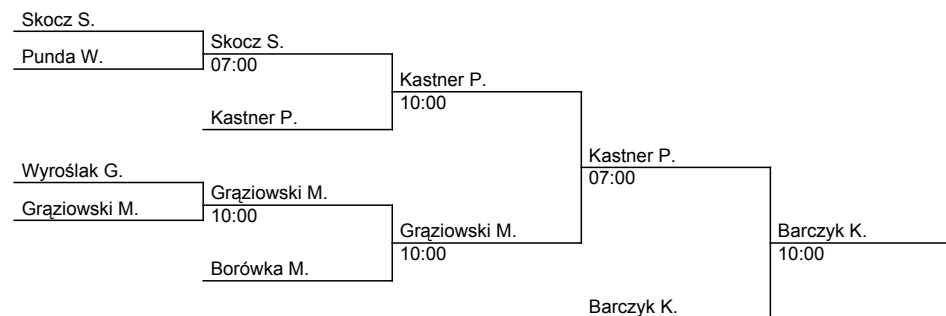 Skocz S.
Punda W.
Skocz S.
07:00
Kastner P.
Kastner P.
10:00
Wyroślak G.
Grąziowski M.
Grąziowski M.
10:00
Borówka M.
Grąziowski M.
10:00
Kastner P.
07:00
Barczyk K.
Barczyk K.
10:00